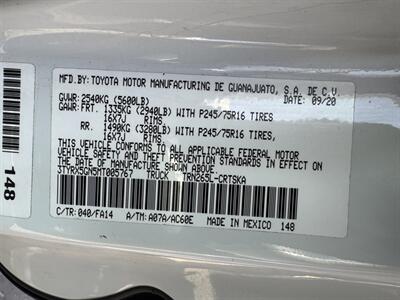 MFD.BY:TOYOTA MOTOR MANUFACTURING DE GUANAJUATO, S.A. DE C.V.
GVWR:2540KG (5600LB) DATE: 09/20
GAWR:FRT. 1335KG (2940LB) WITH P245/75R16 TIRES
16X7J RIMS,
RR. 1490KG (3280LB) WITH P245/75R16 TIRES,
16X7J RIMS
THIS VEHICLE CONFORMS TO ALL APPLICABLE FEDERAL MOTOR
VEHICLE SAFETY AND THEFT PREVENTION STANDARDS IN EFFECT ON
THE DATE OF MANUFACTURE SHOWN ABOVE.
3TYRX5GN5MT005767 TRUCK TRN265L-CRTSKA
C/TR: 040/FA14 A/TM: A07A/AC60E MADE IN MEXICO 148
148